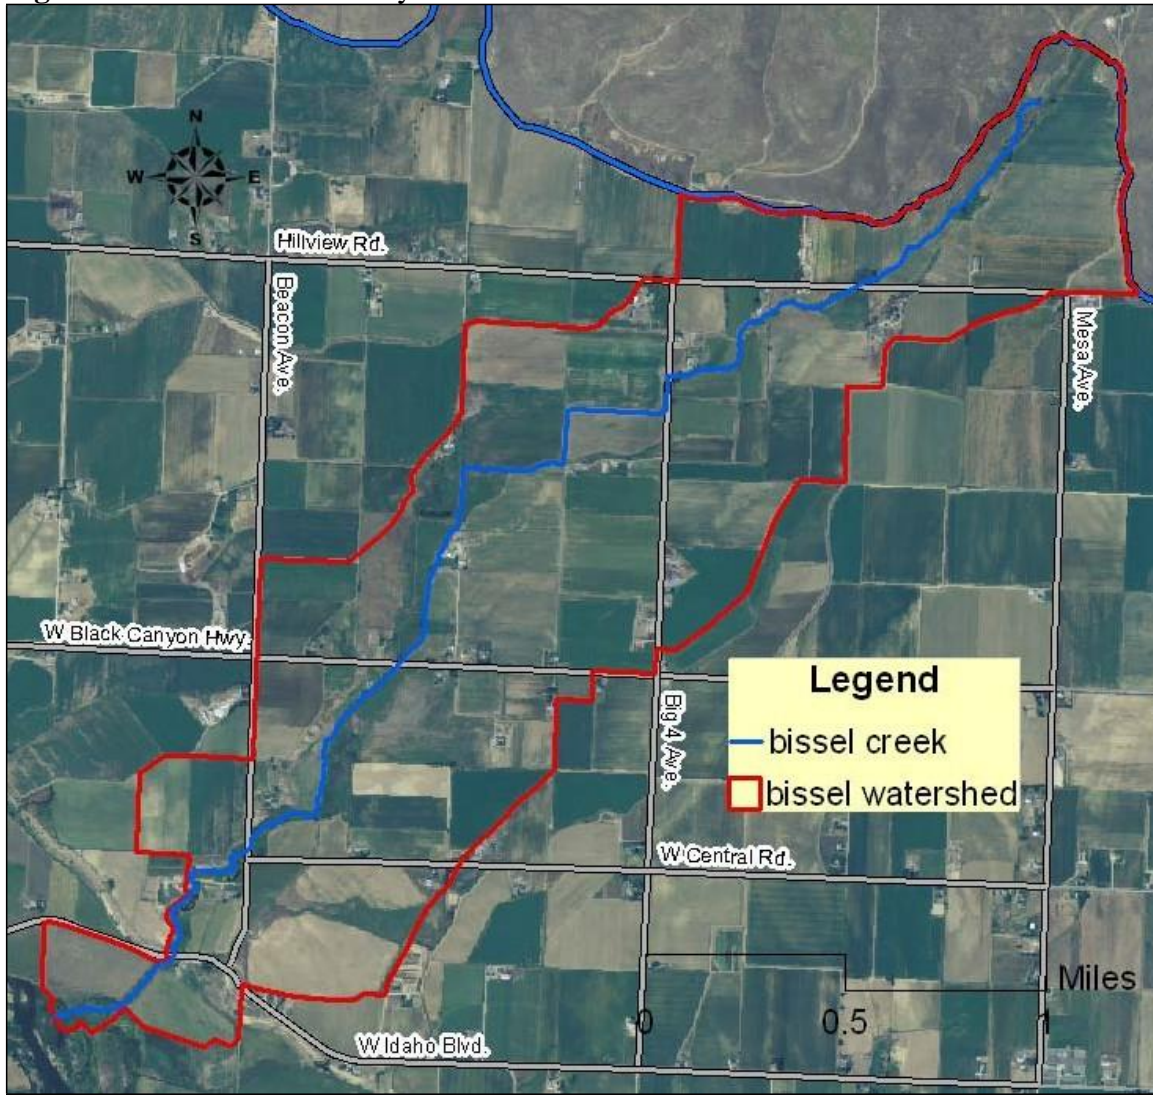 N
W E
S
Hillview Rd.
Beacon Ave.
Mesa Ave.
W Black Canyon Hwy.
Big 4 Ave.
Legend
bissel creek
bissel watershed
W Central Rd.
Miles
0 0.5 1
W Idaho Blvd.